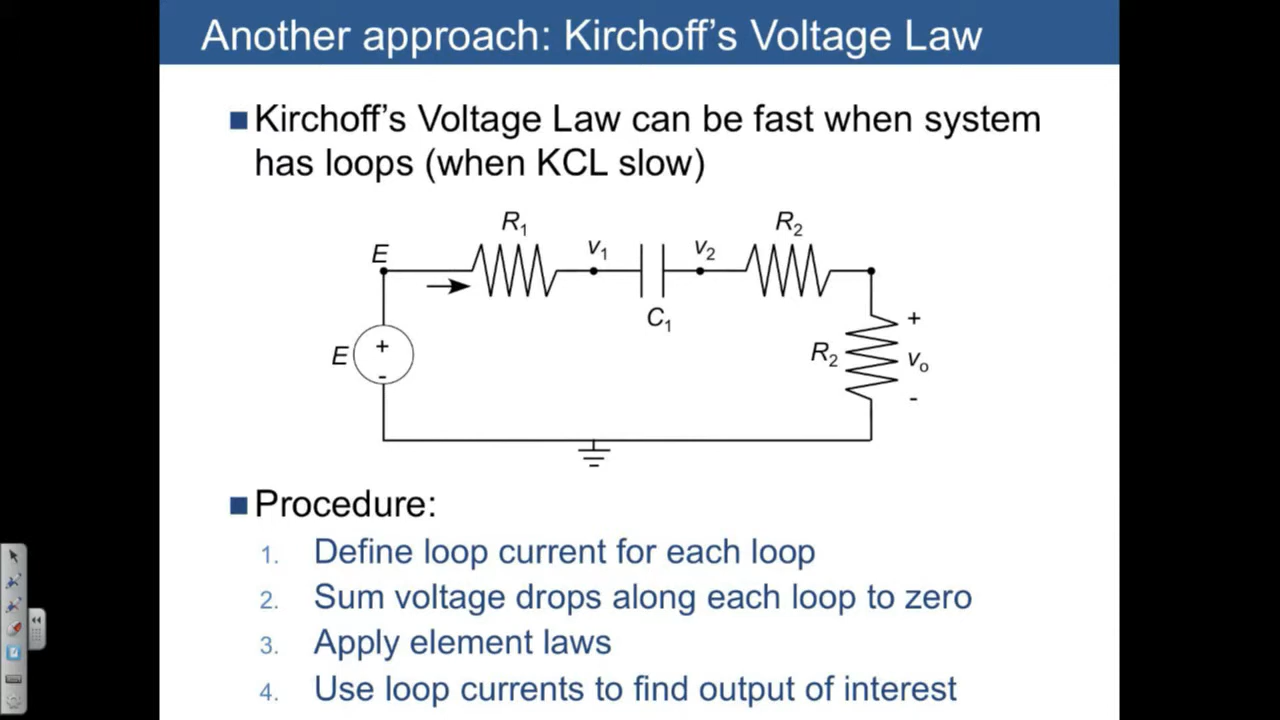 Another approach: Kirchoff's Voltage Law
Kirchoff's Voltage Law can be fast when system
has loops (when KCL slow)
R1
R2
E
v1
v2
C1
E
+
-
R2
+
vo
-
Procedure:
1. Define loop current for each loop
2. Sum voltage drops along each loop to zero
3. Apply element laws
4. Use loop currents to find output of interest